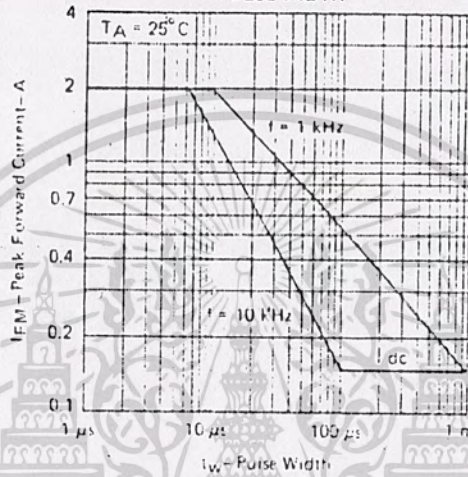 4
T_A = 25°C
2
f = 1 kHz
1
0.7
0.4
f = 10 kHz
0.2
dc
0.1
1 μs
10 μs
100 μs
1 m
I_FM – Peak Forward Current – A
t_w – Pulse Width